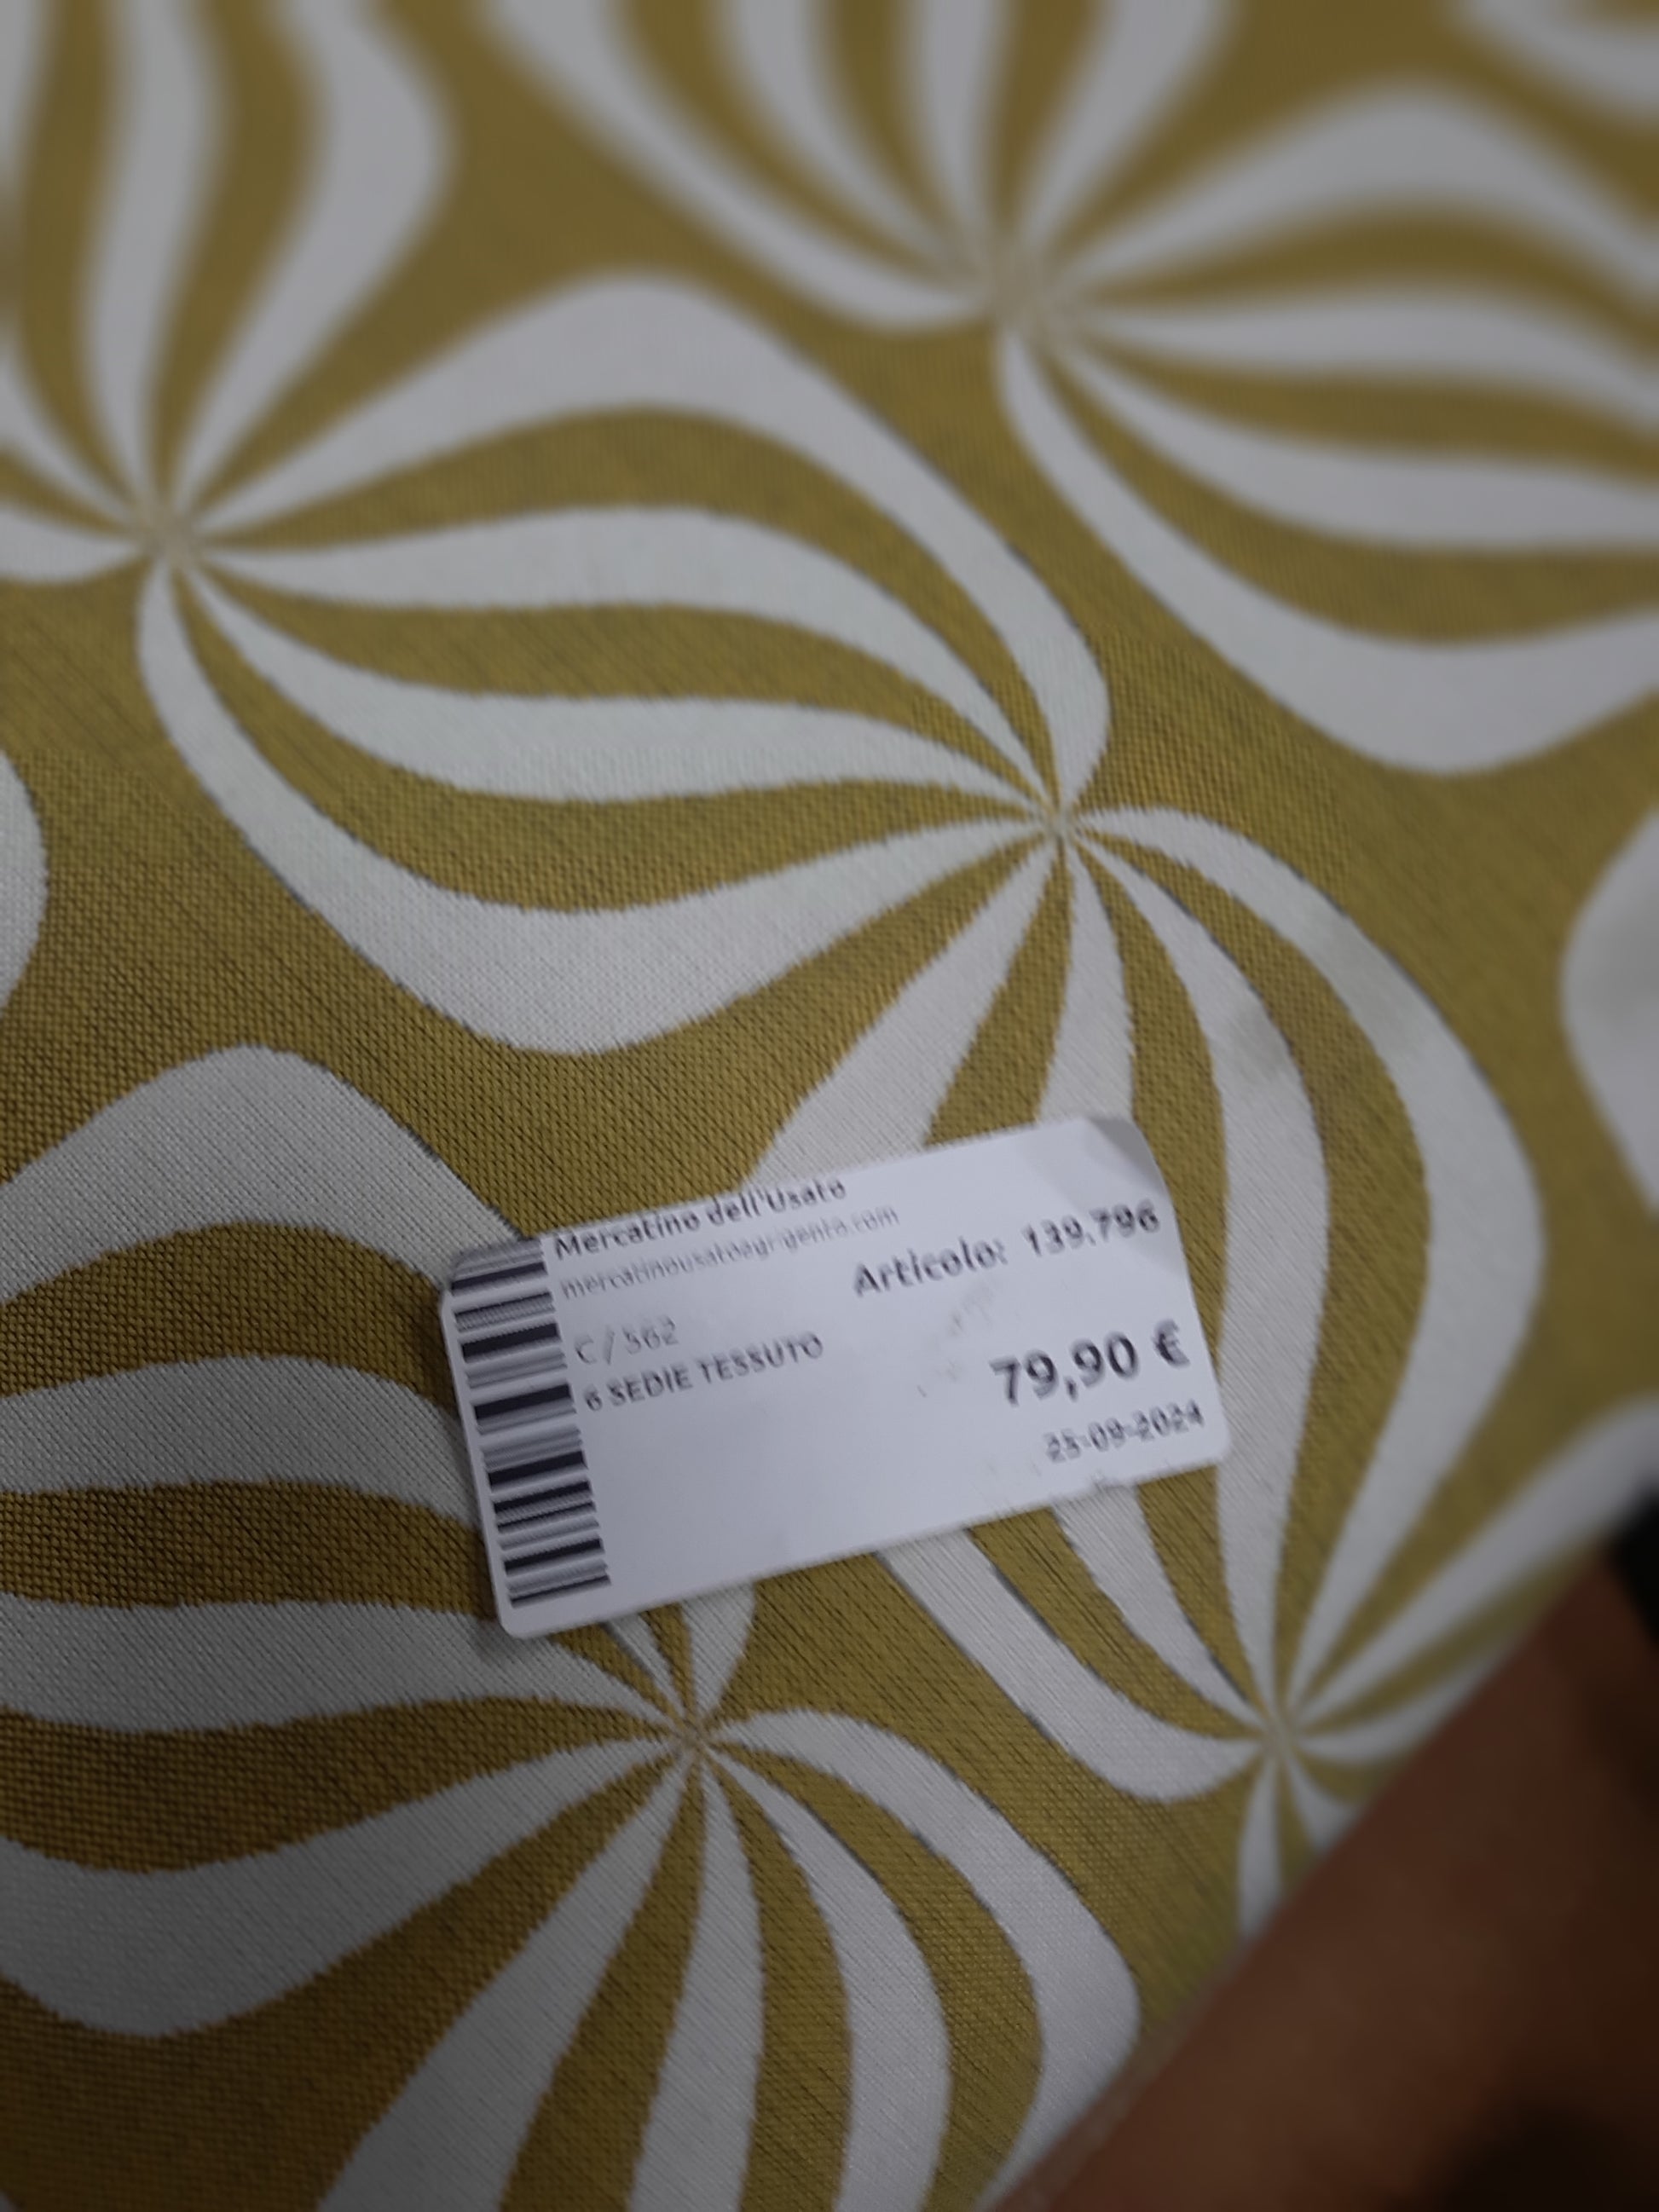 Mercatino dell'Usato
mercatinousatoagrigento.com
Articolo: 139.796
C / 562
6 SEDIE TESSUTO
79,90 €
25-09-2024